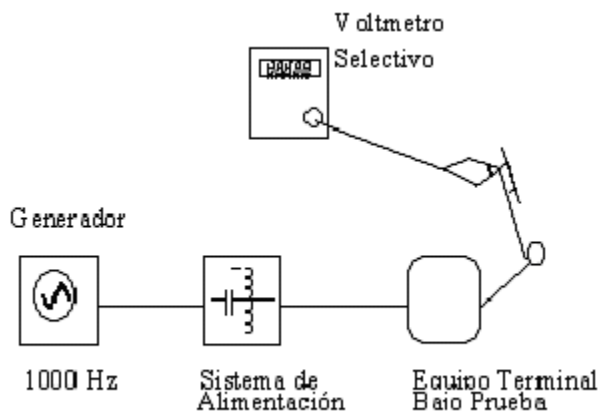 Voltmetro
Selectivo
Generador
1000 Hz
Sistema de
Alimentación
Equipo Terminal
Bajo Prueba